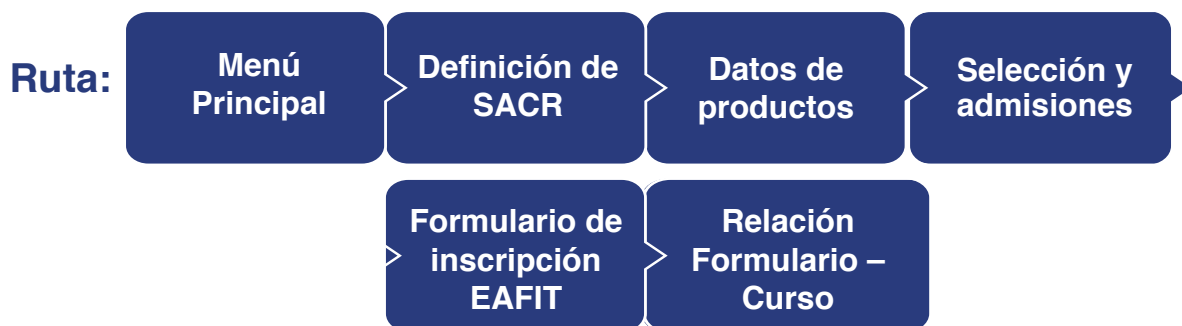 Ruta:
Menú
Principal
Definición de
SACR
Datos de
productos
Selección y
admisiones
Formulario de
inscripción
EAFIT
Relación
Formulario –
Curso